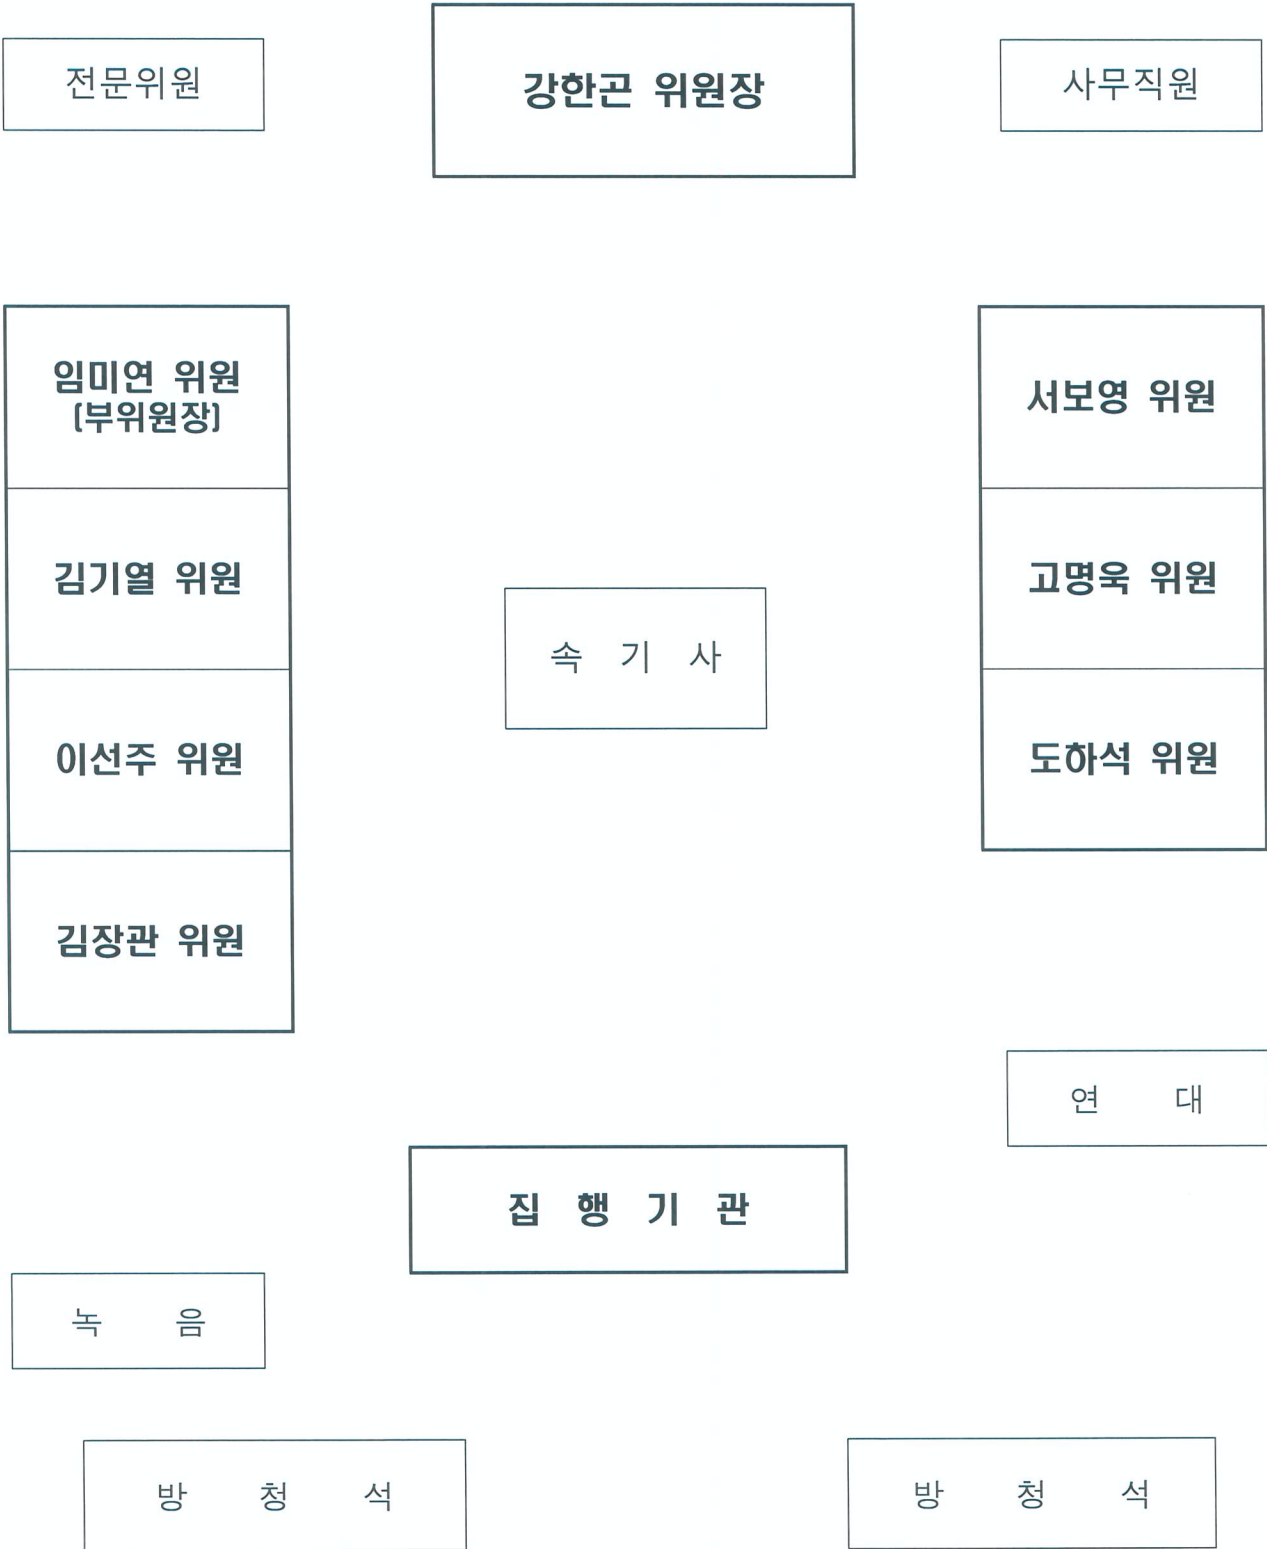 전문위원
강한곤 위원장
사무직원
임미연 위원
(부위원장)
김기열 위원
이선주 위원
김장관 위원
속 기 사
서보영 위원
고명욱 위원
도하석 위원
연 대
집 행 기 관
녹 음
방 청 석
방 청 석